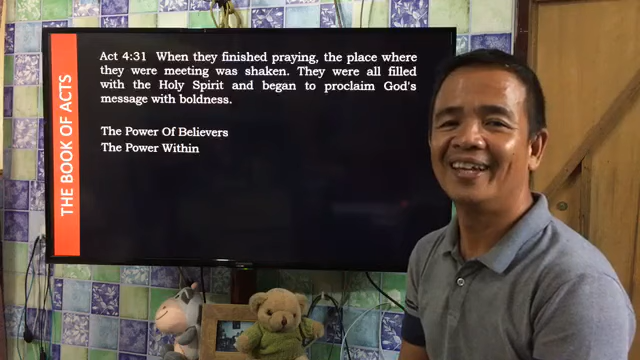 THE BOOK OF ACTS
Act 4:31 When they finished praying, the place where
they were meeting was shaken. They were all filled
with the Holy Spirit and began to proclaim God's
message with boldness.
The Power Of Believers
The Power Within